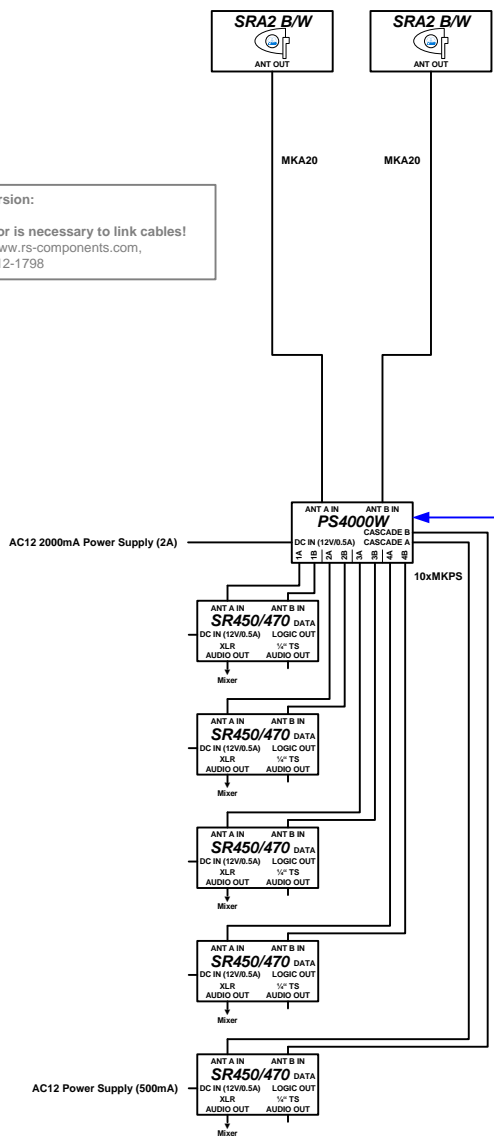 SRA2 B/W
ANT OUT
SRA2 B/W
ANT OUT
MKA20
MKA20
or is necessary to link cables!
12-1798
ANT A IN ANT B IN
PS4000W
CASCADE B
DC IN (12V/0.5A) CASCADE A
1A 1B 2A 2B 3A 3B 4A 4B
AC12 2000mA Power Supply (2A)
10xMKPS
ANT A IN ANT B IN
SR450/470 DATA
DC IN (12V/0.5A) LOGIC OUT
XLR ¼" TS
AUDIO OUT AUDIO OUT
Mixer
ANT A IN ANT B IN
SR450/470 DATA
DC IN (12V/0.5A) LOGIC OUT
XLR ¼" TS
AUDIO OUT AUDIO OUT
Mixer
ANT A IN ANT B IN
SR450/470 DATA
DC IN (12V/0.5A) LOGIC OUT
XLR ¼" TS
AUDIO OUT AUDIO OUT
Mixer
ANT A IN ANT B IN
SR450/470 DATA
DC IN (12V/0.5A) LOGIC OUT
XLR ¼" TS
AUDIO OUT AUDIO OUT
Mixer
ANT A IN ANT B IN
SR450/470 DATA
AC12 Power Supply (500mA)
DC IN (12V/0.5A) LOGIC OUT
XLR ¼" TS
AUDIO OUT AUDIO OUT
Mixer